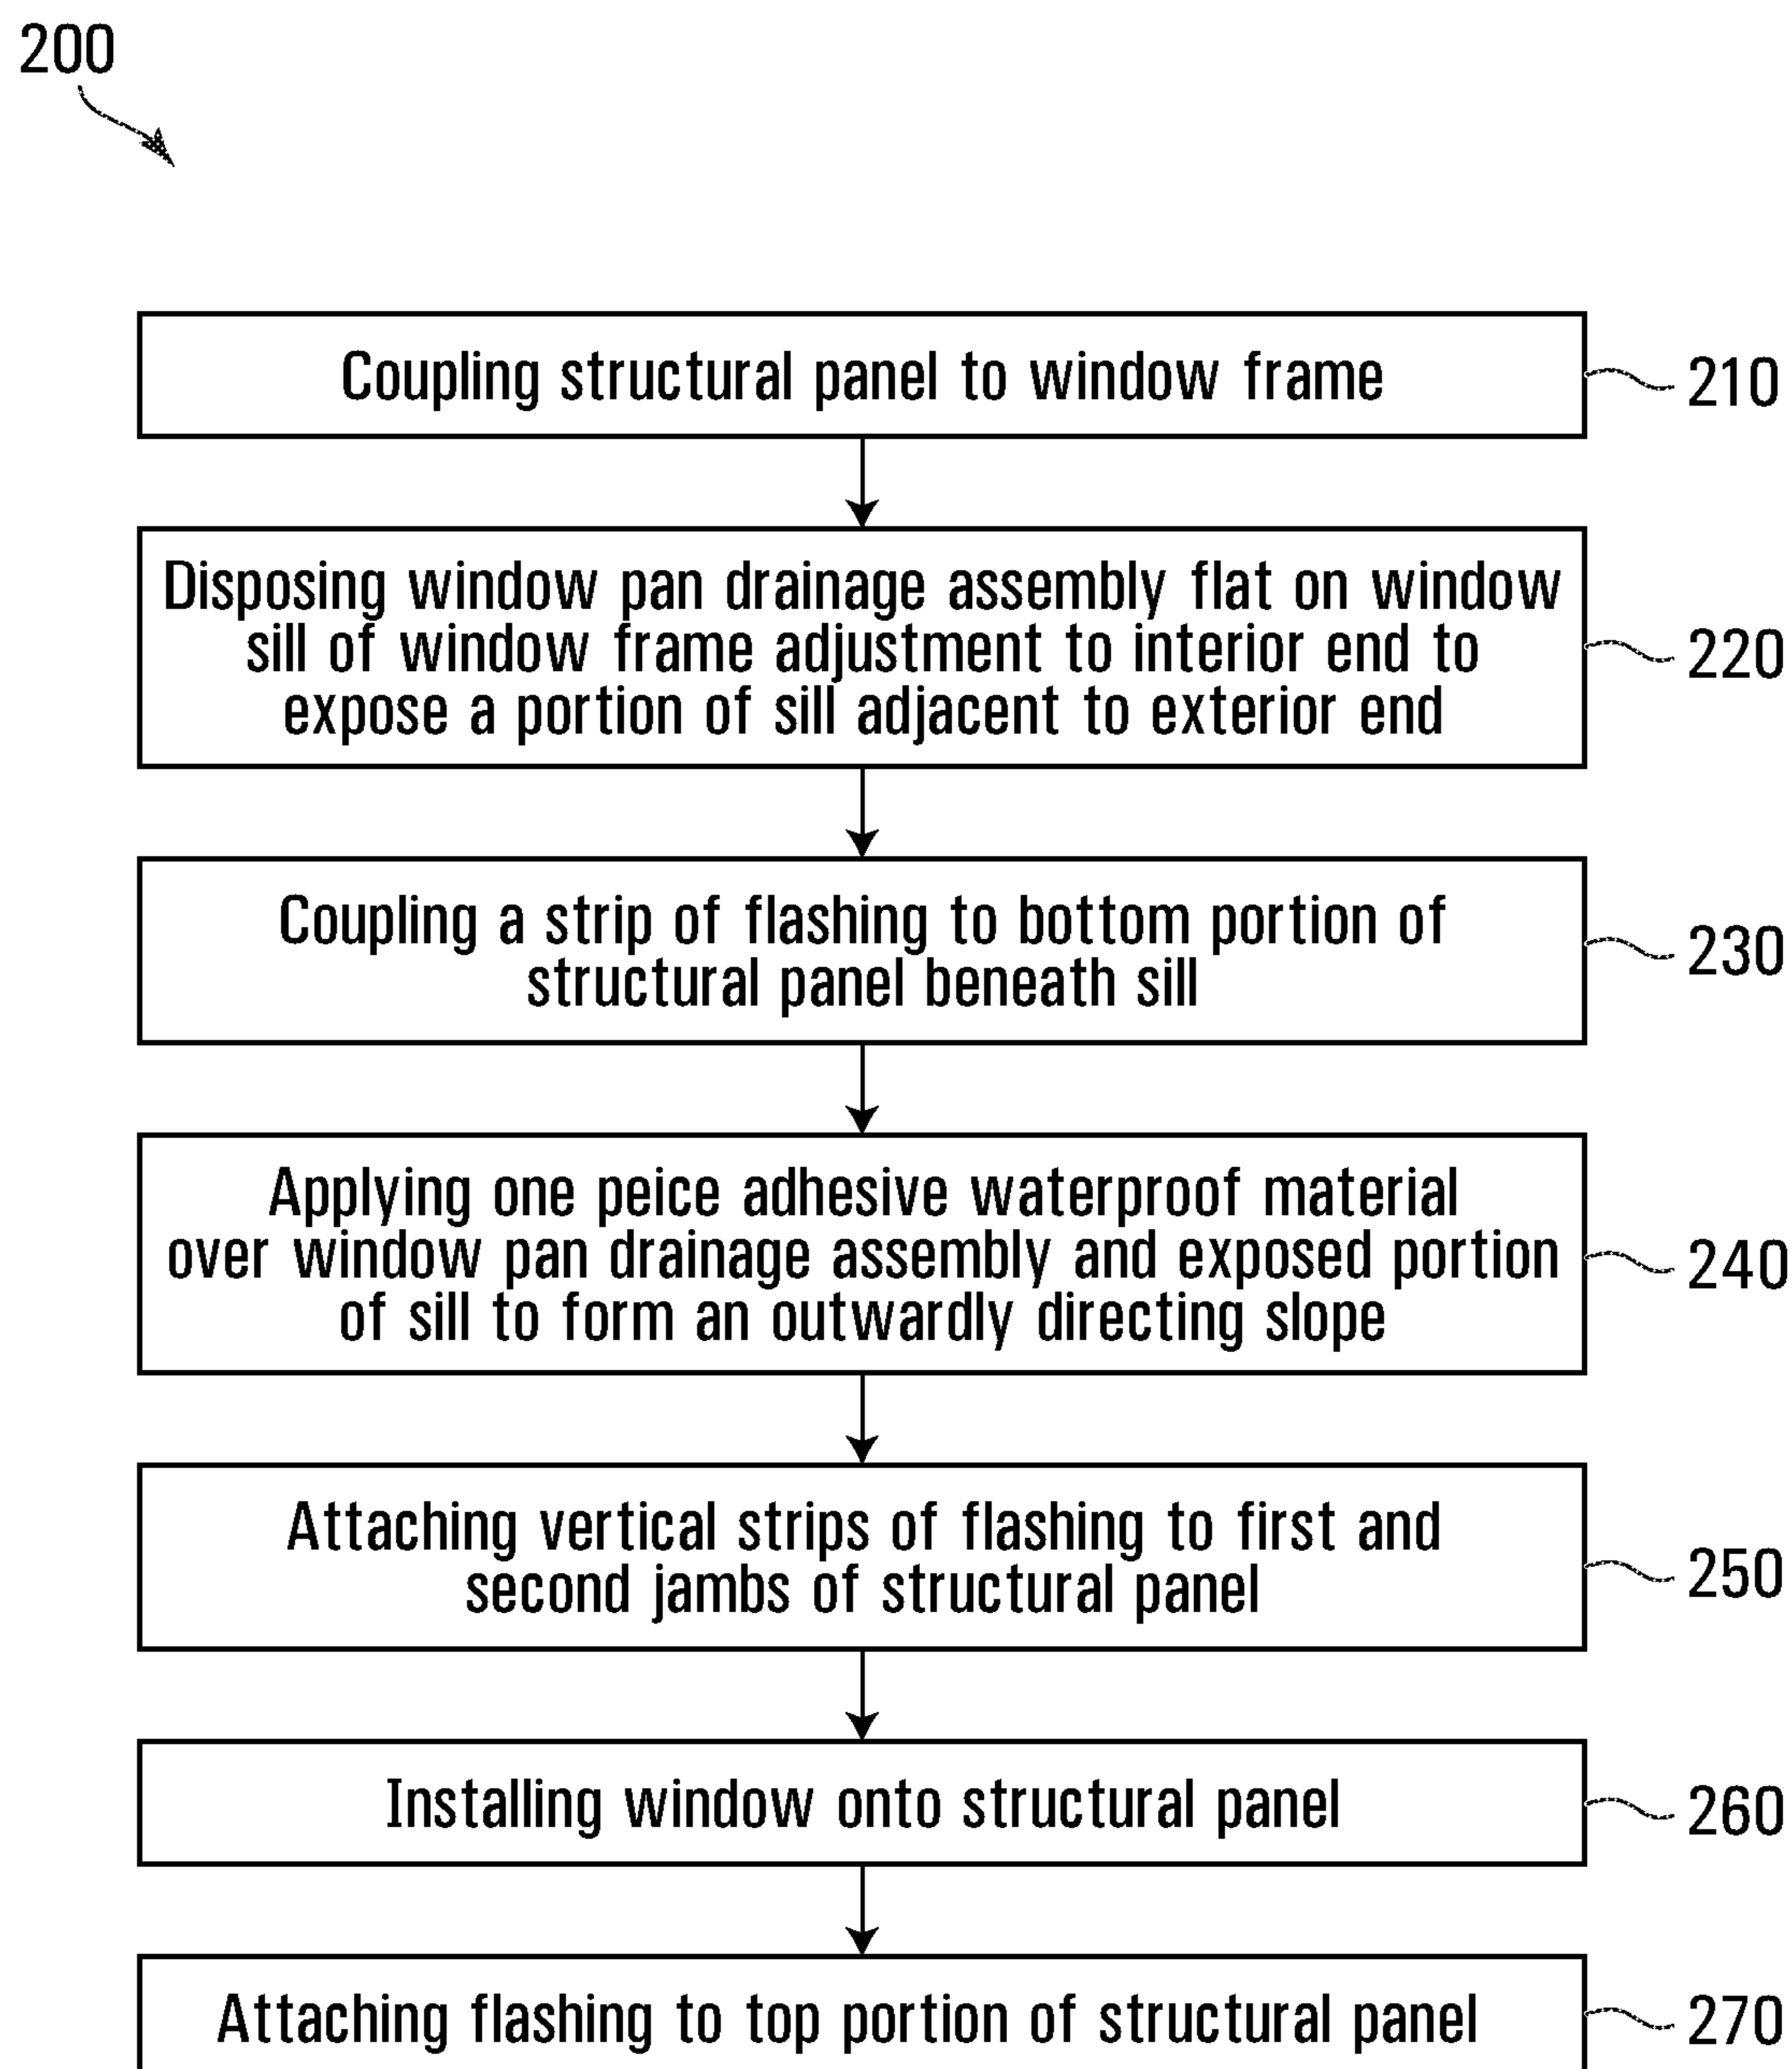 200
Coupling structural panel to window frame
210
Disposing window pan drainage assembly flat on window
sill of window frame adjustment to interior end to
expose a portion of sill adjacent to exterior end
220
Coupling a strip of flashing to bottom portion of
structural panel beneath sill
230
Applying one peice adhesive waterproof material
over window pan drainage assembly and exposed portion
of sill to form an outwardly directing slope
240
Attaching vertical strips of flashing to first and
second jambs of structural panel
250
Installing window onto structural panel
260
Attaching flashing to top portion of structural panel
270